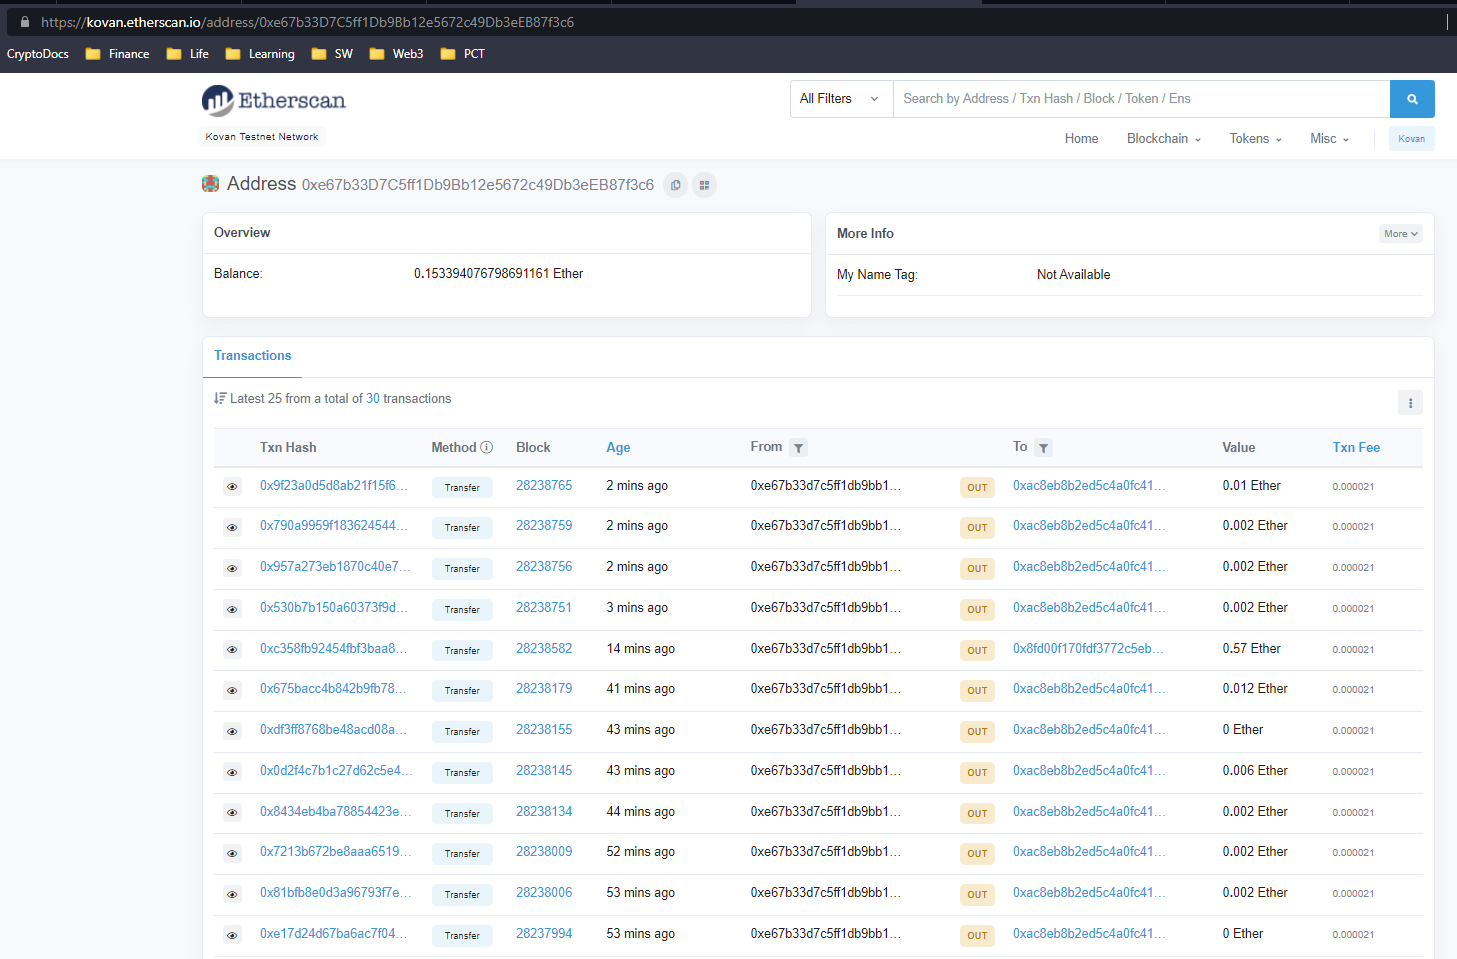 https://kovan.etherscan.io/address/0xe67b33D7C5ff1Db9Bb12e5672c49Db3eEB87f3c6
CryptoDocs Finance Life Learning SW Web3 PCT
Etherscan
All Filters Search by Address / Txn Hash / Block / Token / Ens
Kovan Testnet Network
Home Blockchain Tokens Misc Kovan
Address 0xe67b33D7C5ff1Db9Bb12e5672c49Db3eEB87f3c6
Overview
Balance: 0.153394076798691161 Ether
More Info More
My Name Tag: Not Available
Transactions
Latest 25 from a total of 30 transactions
Txn Hash Method Block Age From To Value Txn Fee
0x9f23a0d5d8ab21f15f6... Transfer 28238765 2 mins ago 0xe67b33d7c5ff1db9bb1... OUT 0xac8eb8b2ed5c4a0fc41... 0.01 Ether 0.000021
0x790a9959f183624544... Transfer 28238759 2 mins ago 0xe67b33d7c5ff1db9bb1... OUT 0xac8eb8b2ed5c4a0fc41... 0.002 Ether 0.000021
0x957a273eb1870c40e7... Transfer 28238756 2 mins ago 0xe67b33d7c5ff1db9bb1... OUT 0xac8eb8b2ed5c4a0fc41... 0.002 Ether 0.000021
0x530b7b150a60373f9d... Transfer 28238751 3 mins ago 0xe67b33d7c5ff1db9bb1... OUT 0xac8eb8b2ed5c4a0fc41... 0.002 Ether 0.000021
0xc358fb92454fbf3baa8... Transfer 28238582 14 mins ago 0xe67b33d7c5ff1db9bb1... OUT 0x8fd00f170fdf3772c5eb... 0.57 Ether 0.000021
0x675bacc4b842b9fb78... Transfer 28238179 41 mins ago 0xe67b33d7c5ff1db9bb1... OUT 0xac8eb8b2ed5c4a0fc41... 0.012 Ether 0.000021
0xdf3ff8768be48acd08a... Transfer 28238155 43 mins ago 0xe67b33d7c5ff1db9bb1... OUT 0xac8eb8b2ed5c4a0fc41... 0 Ether 0.000021
0x0d2f4c7b1c27d62c5e4... Transfer 28238145 43 mins ago 0xe67b33d7c5ff1db9bb1... OUT 0xac8eb8b2ed5c4a0fc41... 0.006 Ether 0.000021
0x8434eb4ba78854423e... Transfer 28238134 44 mins ago 0xe67b33d7c5ff1db9bb1... OUT 0xac8eb8b2ed5c4a0fc41... 0.002 Ether 0.000021
0x7213b672be8aaa6519... Transfer 28238009 52 mins ago 0xe67b33d7c5ff1db9bb1... OUT 0xac8eb8b2ed5c4a0fc41... 0.002 Ether 0.000021
0x81bfb8e0d3a96793f7e... Transfer 28238006 53 mins ago 0xe67b33d7c5ff1db9bb1... OUT 0xac8eb8b2ed5c4a0fc41... 0.002 Ether 0.000021
0xe17d24d67ba6ac7f04... Transfer 28237994 53 mins ago 0xe67b33d7c5ff1db9bb1... OUT 0xac8eb8b2ed5c4a0fc41... 0 Ether 0.000021